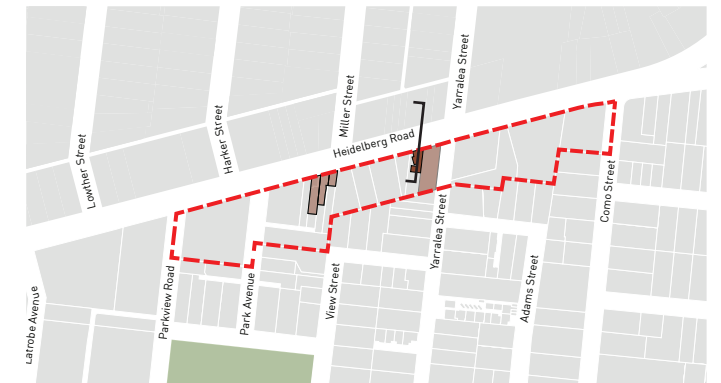 Yarralea Street
Miller Street
Harker Street
Heidelberg Road
Lowther Street
Como Street
Yarralea Street
Adams Street
View Street
Park Avenue
Parkview Road
Latrobe Avenue